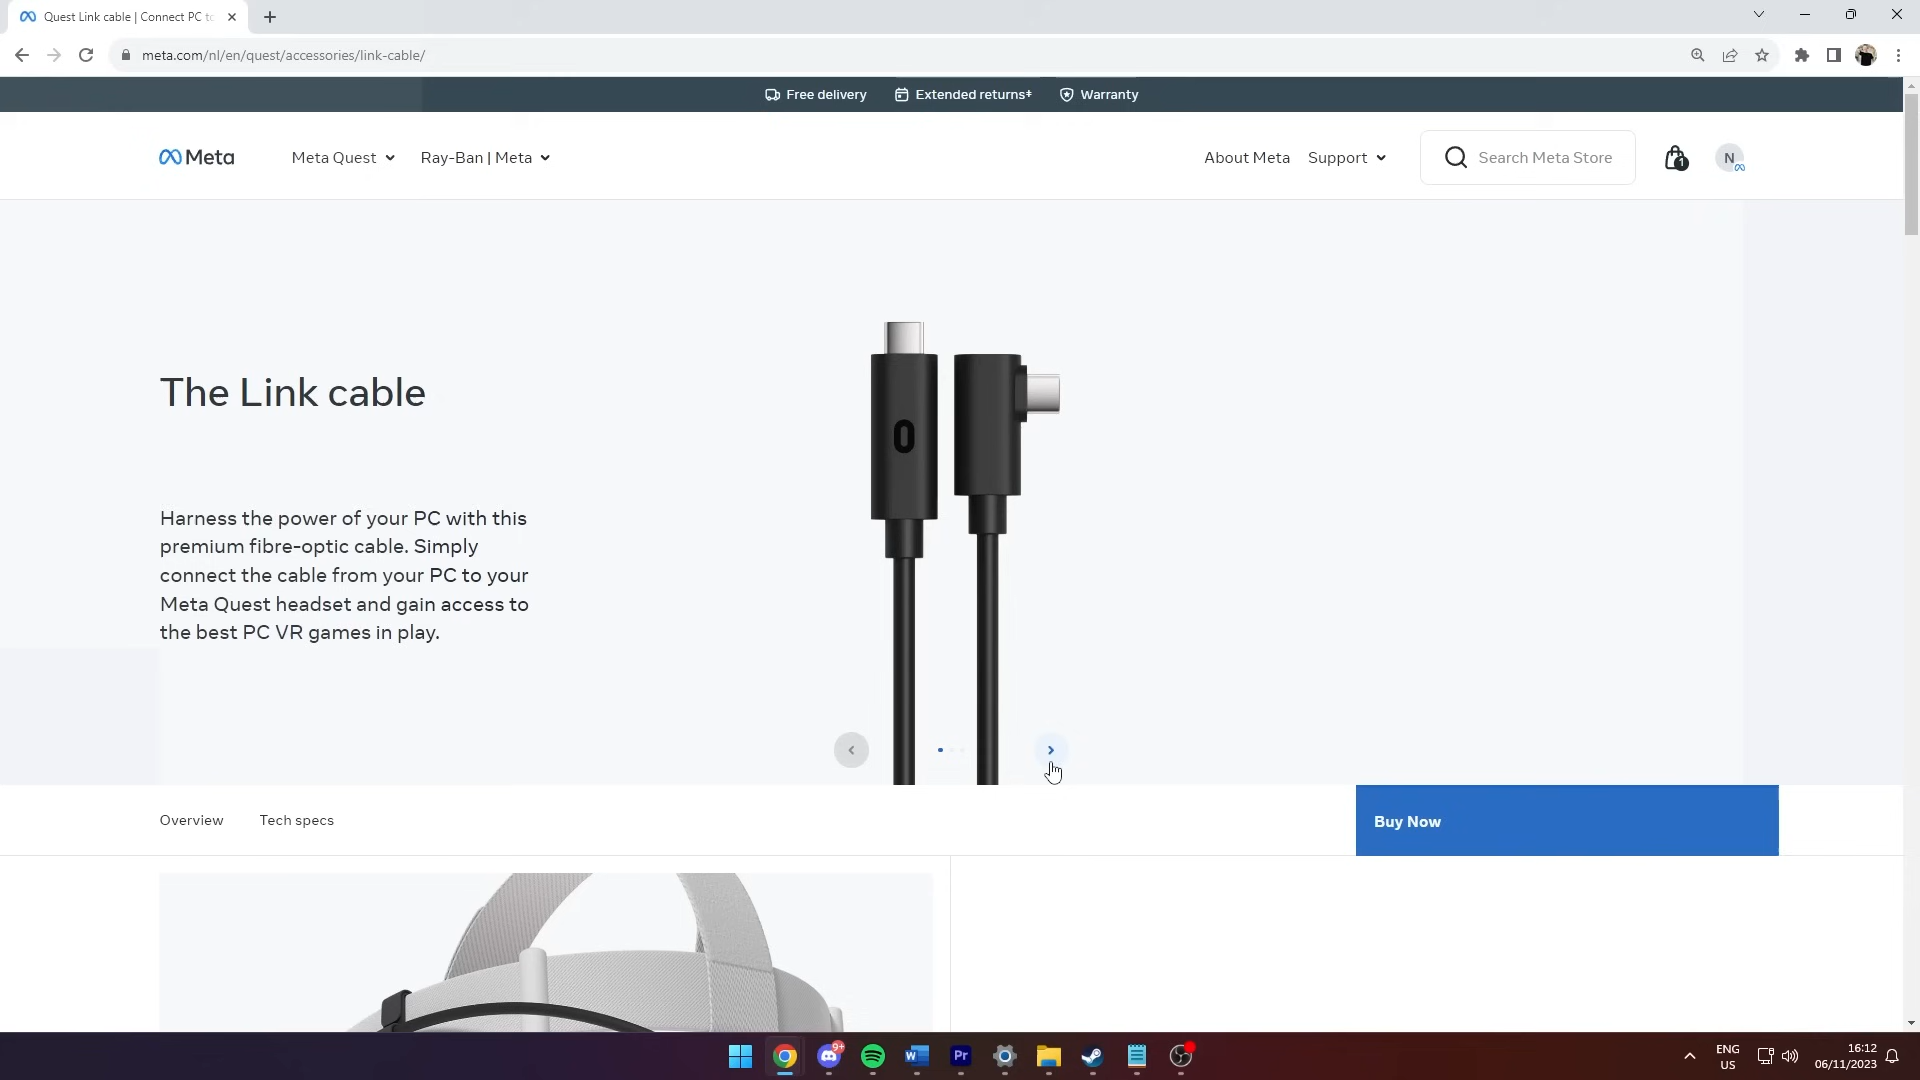 Quest Link cable | Connect PC to
meta.com/nl/en/quest/accessories/link-cable/
Free delivery
Extended returns‡
Warranty
Meta
Meta Quest
Ray-Ban | Meta
About Meta
Support
Search Meta Store
1
N
The Link cable
Harness the power of your PC with this
premium fibre-optic cable. Simply
connect the cable from your PC to your
Meta Quest headset and gain access to
the best PC VR games in play.
Overview
Tech specs
Buy Now
9+
W
Pr
ENG
US
16:12
06/11/2023